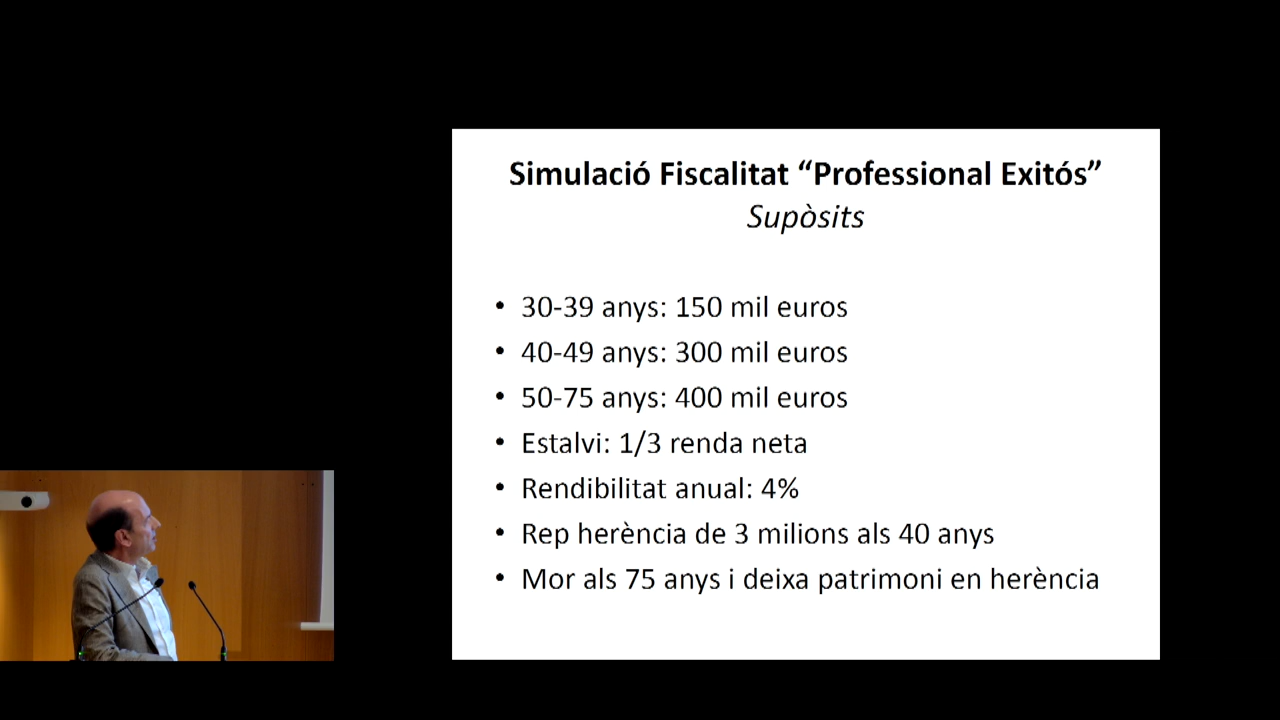 Simulació Fiscalitat “Professional Exitós”
Supòsits
• 30-39 anys: 150 mil euros
• 40-49 anys: 300 mil euros
• 50-75 anys: 400 mil euros
• Estalvi: 1/3 renda neta
• Rendibilitat anual: 4%
• Rep herència de 3 milions als 40 anys
• Mor als 75 anys i deixa patrimoni en herència